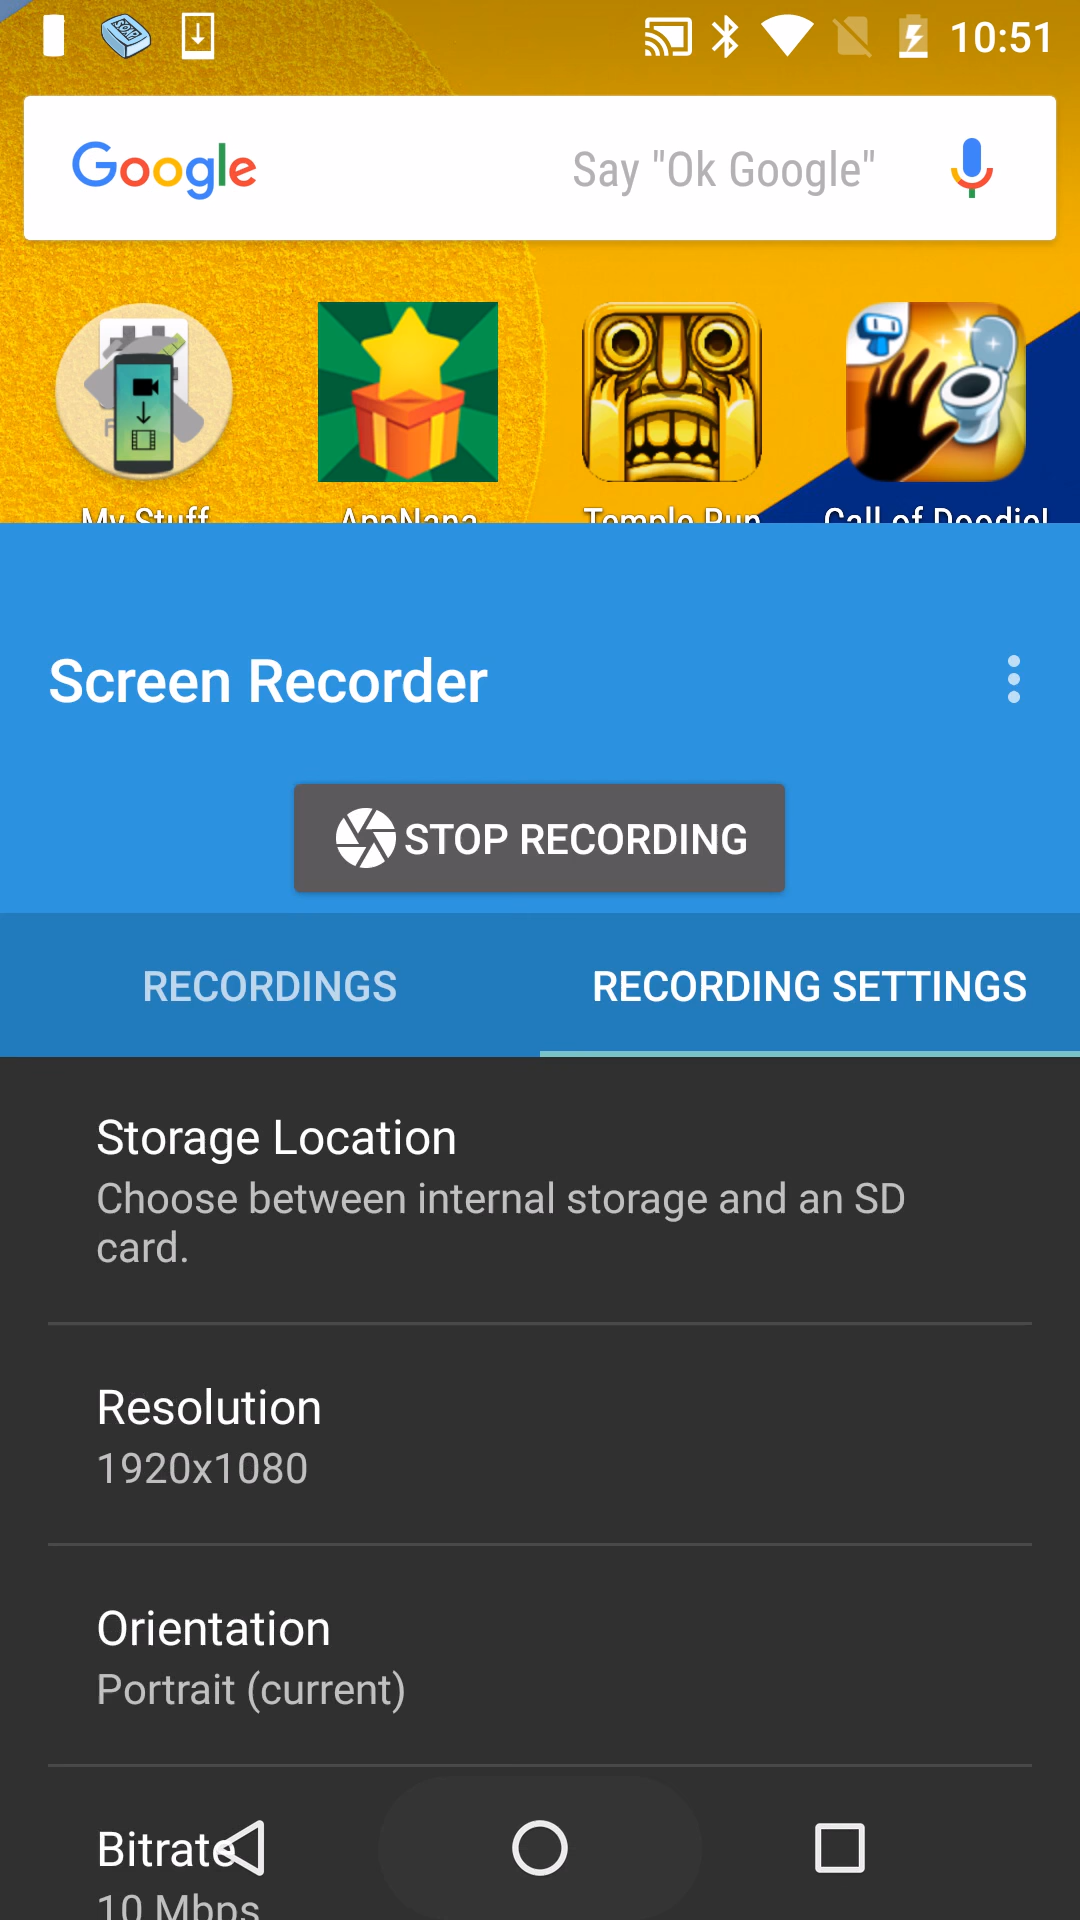 10:51
Google
Say "Ok Google"
My Stuff
AppNana
Temple Run
Call of Doodie!
Screen Recorder
STOP RECORDING
RECORDINGS
RECORDING SETTINGS
Storage Location
Choose between internal storage and an SD
card.
Resolution
1920x1080
Orientation
Portrait (current)
Bitrate
10 Mbps